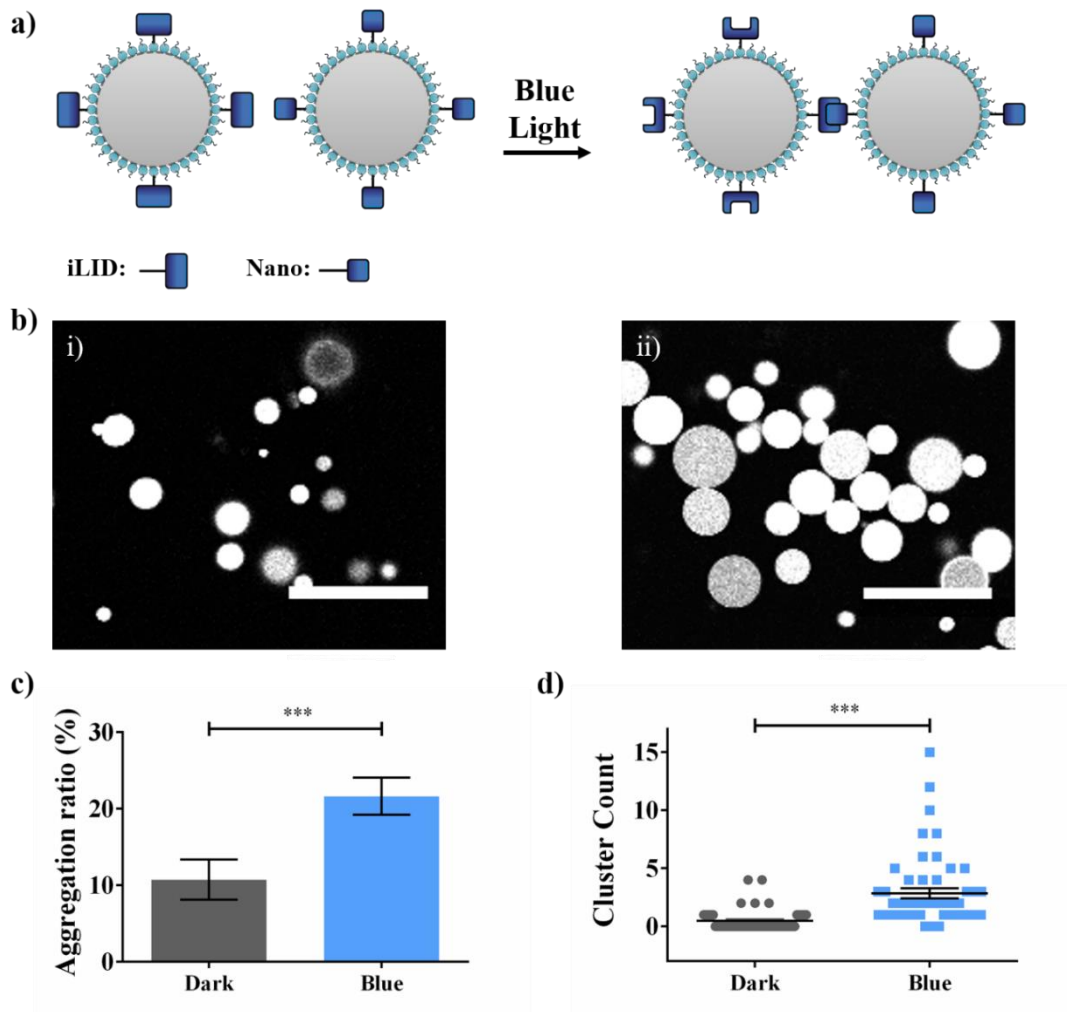 a)
Blue
Light
iLID:
Nano:
b)
i)
ii)
c)
d)
***
30
20
10
0
Aggregation ratio (%)
Dark
Blue
***
15
10
5
0
Cluster Count
Dark
Blue